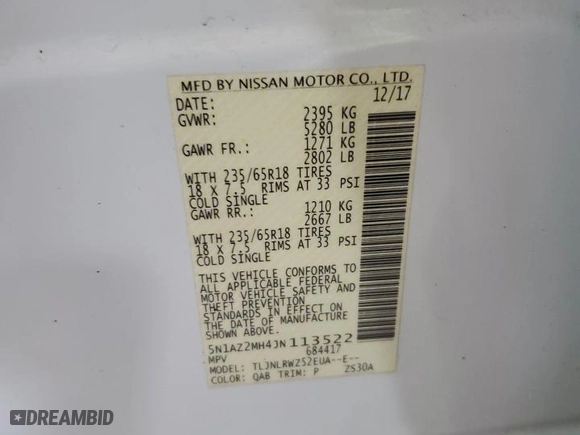 MFD BY NISSAN MOTOR CO., LTD.
DATE: 12/17
GVWR: 2395 KG
5280 LB
GAWR FR.: 1271 KG
2802 LB
WITH 235/65R18 TIRES
18 X 7.5 RIMS AT 33 PSI
COLD SINGLE
GAWR RR.: 1210 KG
2667 LB
WITH 235/65R18 TIRES
18 X 7.5 RIMS AT 33 PSI
COLD SINGLE
THIS VEHICLE CONFORMS TO
ALL APPLICABLE FEDERAL
MOTOR VEHICLE SAFETY AND
THEFT PREVENTION
STANDARDS IN EFFECT ON
THE DATE OF MANUFACTURE
SHOWN ABOVE.
5N1AZ2MH4JN113522
MPV 684417
MODEL: TLJNLRWZ52EUA--E--
COLOR: QAB TRIM: P ZS30A
DREAMBID